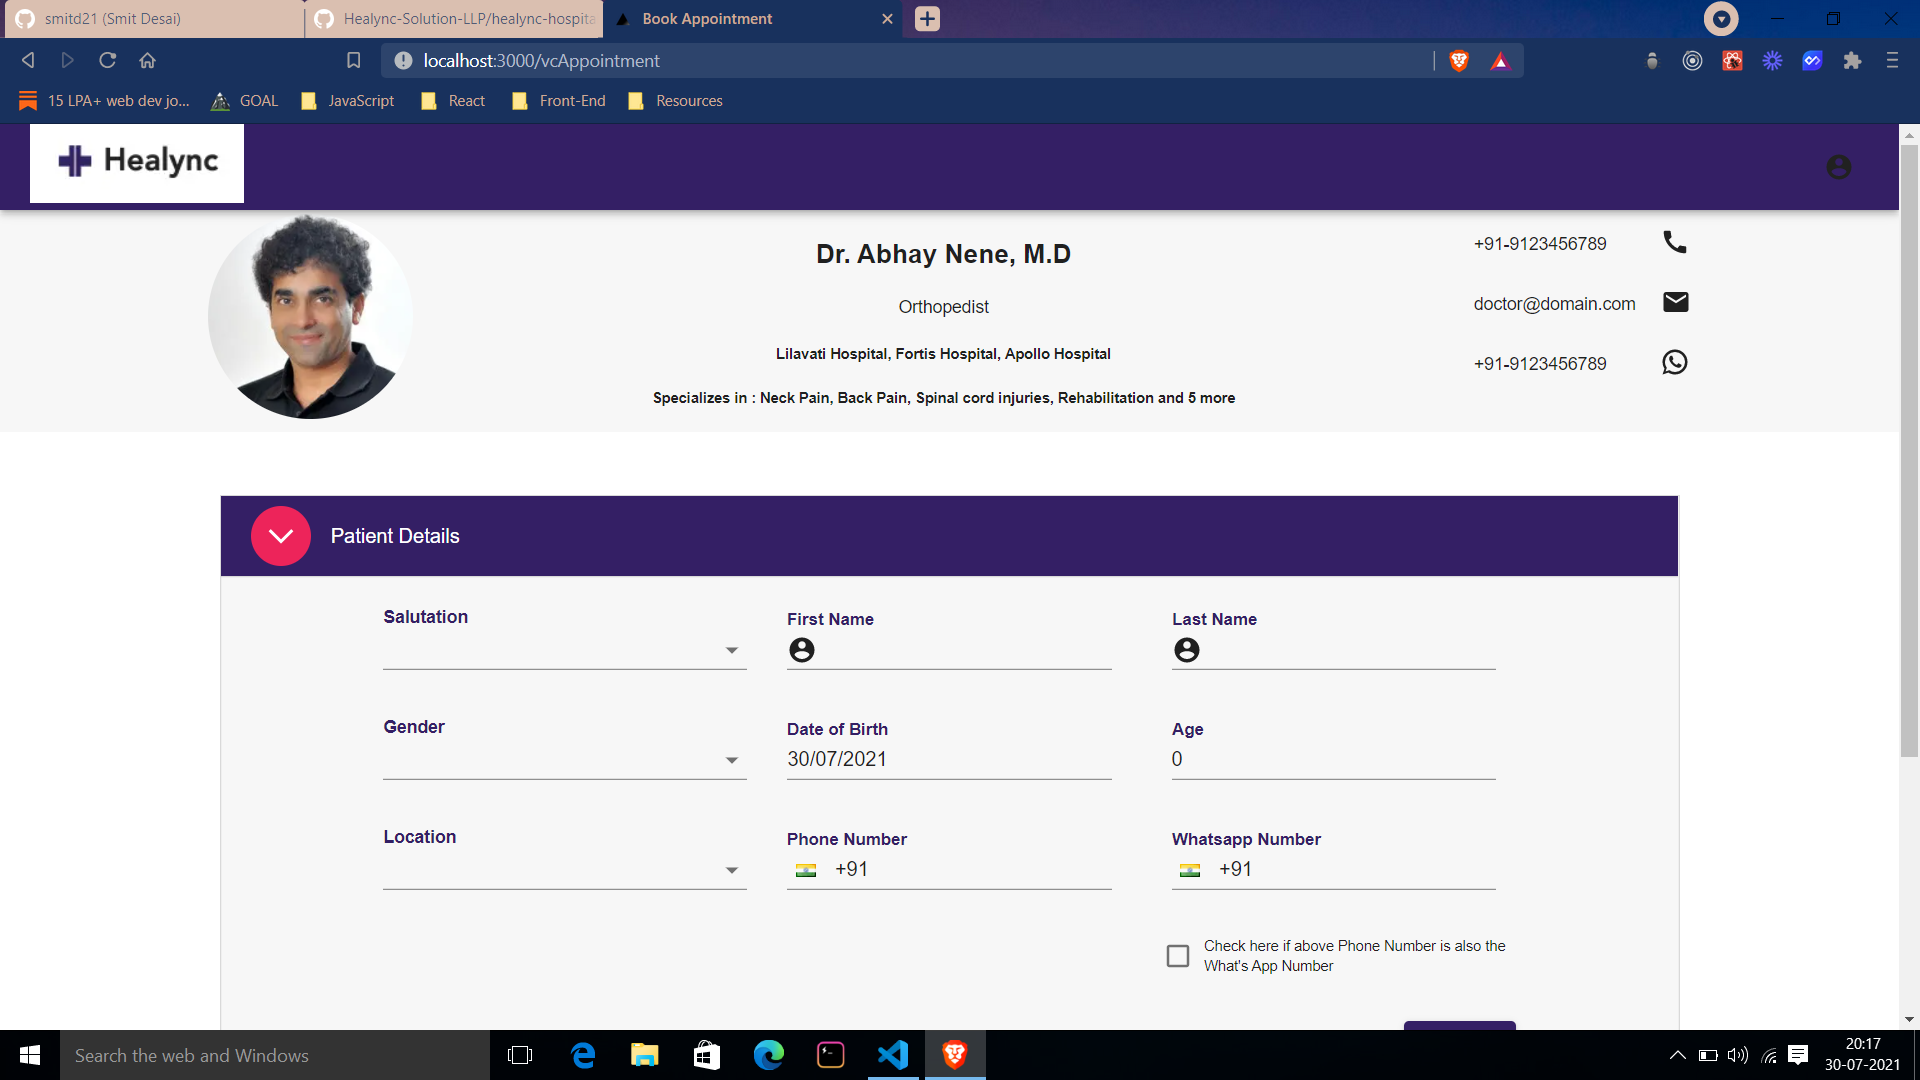 smitd21 (Smit Desai)
Healync-Solution-LLP/healync-hospita
Book Appointment
localhost:3000/vcAppointment
15 LPA+ web dev jo...
GOAL
JavaScript
React
Front-End
Resources
Healync
Dr. Abhay Nene, M.D
Orthopedist
Lilavati Hospital, Fortis Hospital, Apollo Hospital
Specializes in : Neck Pain, Back Pain, Spinal cord injuries, Rehabilitation and 5 more
+91-9123456789
doctor@domain.com
+91-9123456789
Patient Details
Salutation
First Name
Last Name
Gender
Date of Birth
30/07/2021
Age
0
Location
Phone Number
+91
Whatsapp Number
+91
Check here if above Phone Number is also the
What's App Number
Search the web and Windows
20:17
30-07-2021